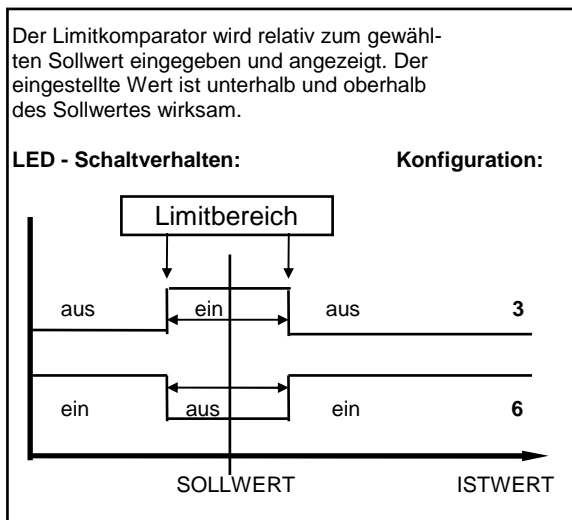 Der Limitkomparator wird relativ zum gewähl-
ten Sollwert eingegeben und angezeigt. Der
eingestellte Wert ist unterhalb und oberhalb
des Sollwertes wirksam.
LED - Schaltverhalten: Konfiguration:
Limitbereich
aus ein aus 3
ein aus ein 6
SOLLWERT ISTWERT